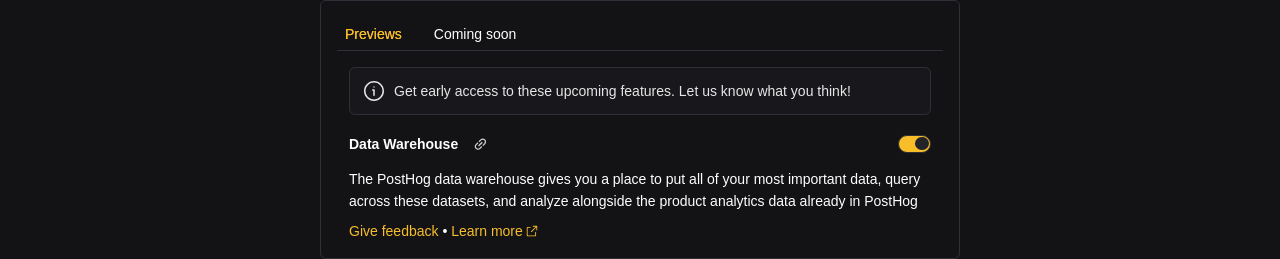 Previews Coming soon
Get early access to these upcoming features. Let us know what you think!
Data Warehouse
The PostHog data warehouse gives you a place to put all of your most important data, query
across these datasets, and analyze alongside the product analytics data already in PostHog
Give feedback • Learn more